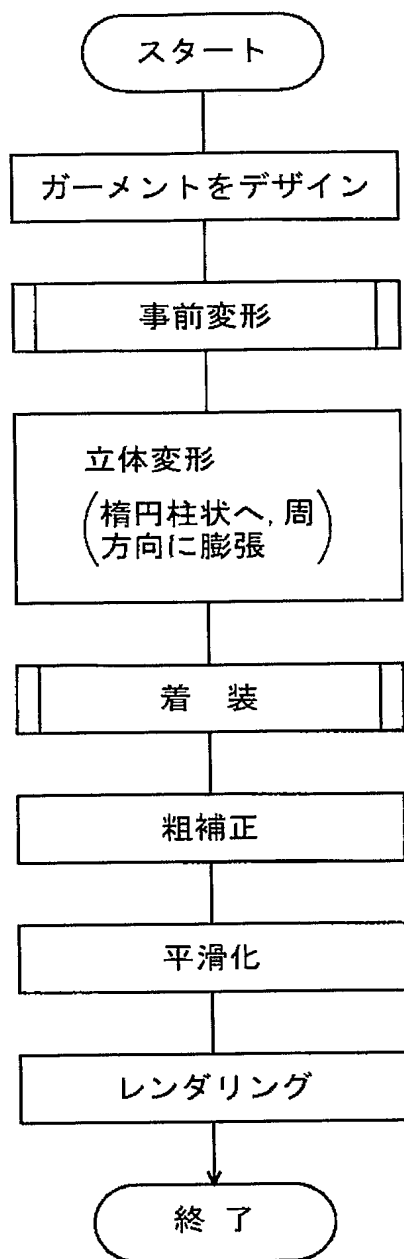 スタート
ガーメントをデザイン
事前変形
立体変形
(楕円柱状へ,周
方向に膨張)
着 装
粗補正
平滑化
レンダリング
終 了